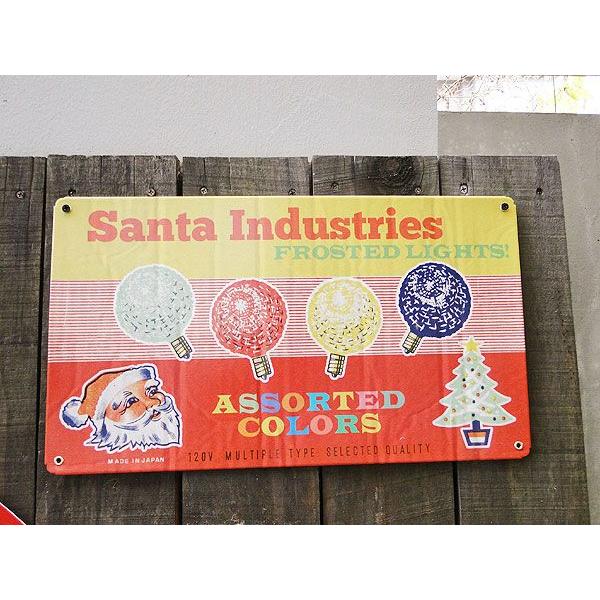 Santa Industries
FROSTED LIGHTS!
ASSORTED
COLORS
MADE IN JAPAN
120V. MULTIPLE TYPE. SELECTED QUALITY.